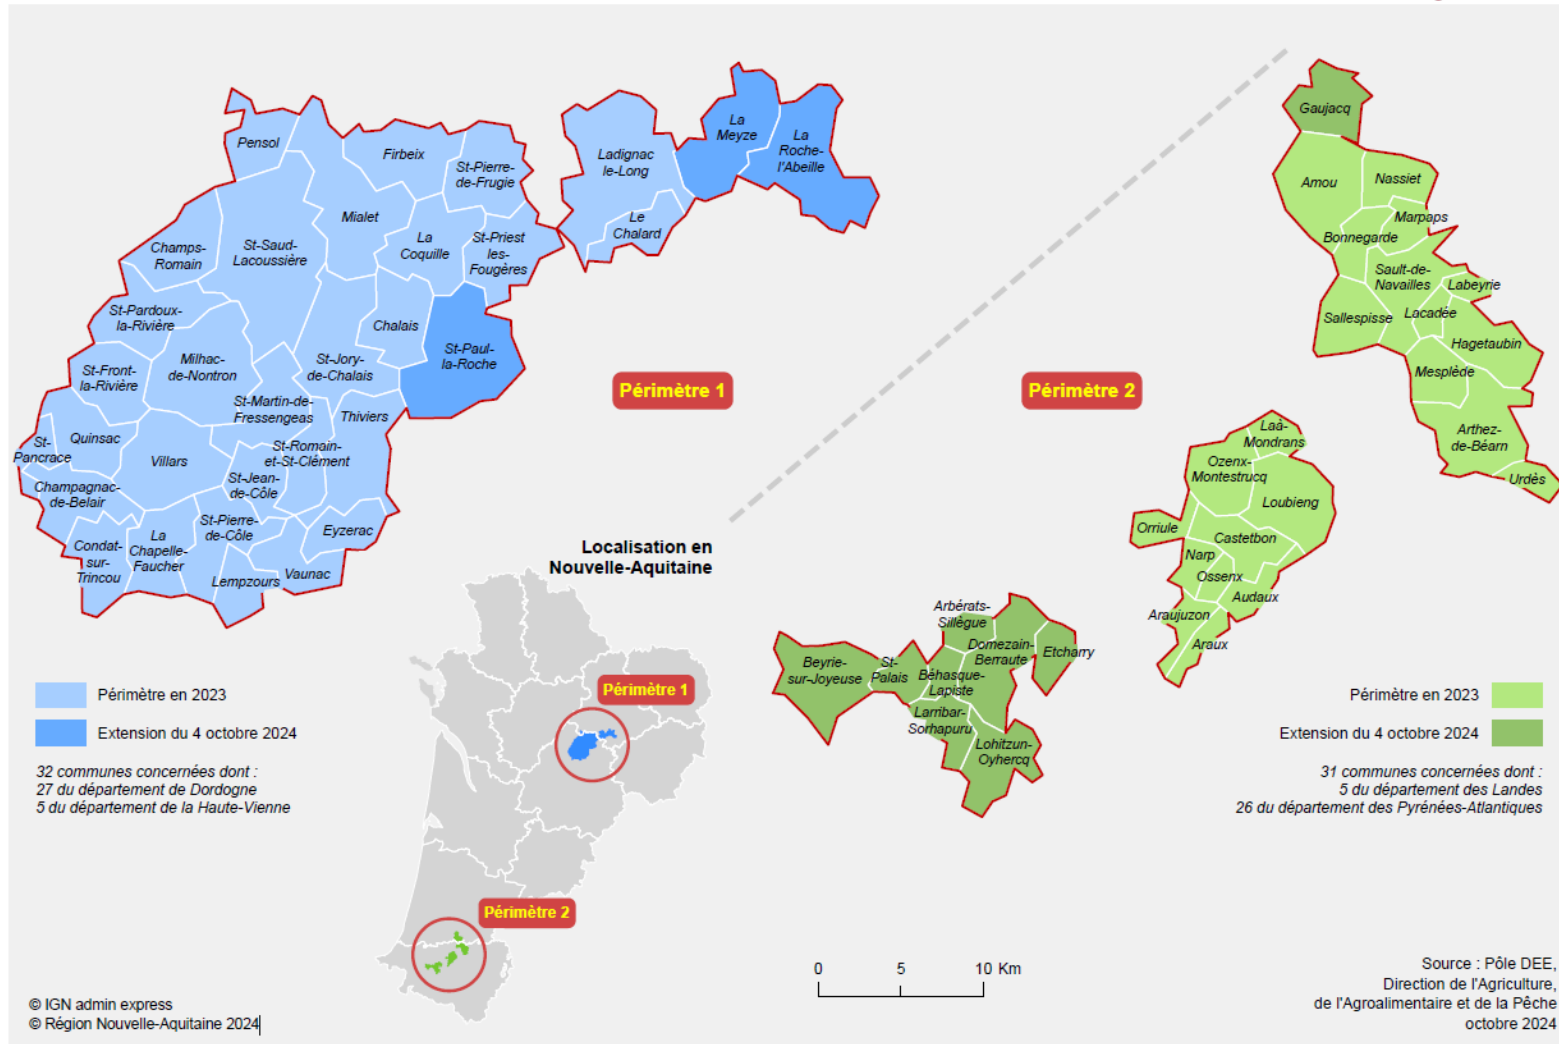 Pensol
Firbeix
St-Pierre-
de-Frugie
Mialet
Champs-
Romain
St-Saud-
Lacoussière
La
Coquille
St-Priest
les-
Fougères
St-Pardoux-
la-Rivière
Chalais
St-Paul-
la-Roche
St-Front-
la-Rivière
Milhac-
de-Nontron
St-Jory-
de-Chalais
St-Martin-de-
Fressengeas
Thiviers
St-
Pancrace
Quinsac
Villars
St-Romain-
et-St-Clément
St-Jean-
de-Côle
Champagnac-
de-Belair
St-Pierre-
de-Côle
Eyzerac
Condat-
sur-
Trincou
La
Chapelle-
Faucher
Lempzours
Vaunac
Ladignac
le-Long
Le
Chalard
La
Meyze
La
Roche-
l'Abeille
Périmètre 1
Périmètre 2
Gaujacq
Amou
Nassiet
Marpaps
Bonnegarde
Sault-de-
Navailles
Labeyrie
Sallespisse
Lacadée
Hagetaubin
Mesplède
Arthez-
de-Béarn
Urdès
Laà-
Mondrans
Ozenx-
Montestrucq
Loubieng
Orriule
Castetbon
Narp
Ossenx
Audaux
Araujuzon
Araux
Arbérats-
Sillègue
Domezain-
Berraute
Etcharry
Beyrie-
sur-Joyeuse
St-
Palais
Béhasque-
Lapiste
Larribar-
Sorhapuru
Lohitzun-
Oyhercq
Localisation en
Nouvelle-Aquitaine
Périmètre 1
Périmètre 2
Périmètre en 2023
Extension du 4 octobre 2024
32 communes concernées dont :
27 du département de Dordogne
5 du département de la Haute-Vienne
Périmètre en 2023
Extension du 4 octobre 2024
31 communes concernées dont :
5 du département des Landes
26 du département des Pyrénées-Atlantiques
0 5 10 Km
© IGN admin express
© Région Nouvelle-Aquitaine 2024
Source : Pôle DEE,
Direction de l'Agriculture,
de l'Agroalimentaire et de la Pêche
octobre 2024